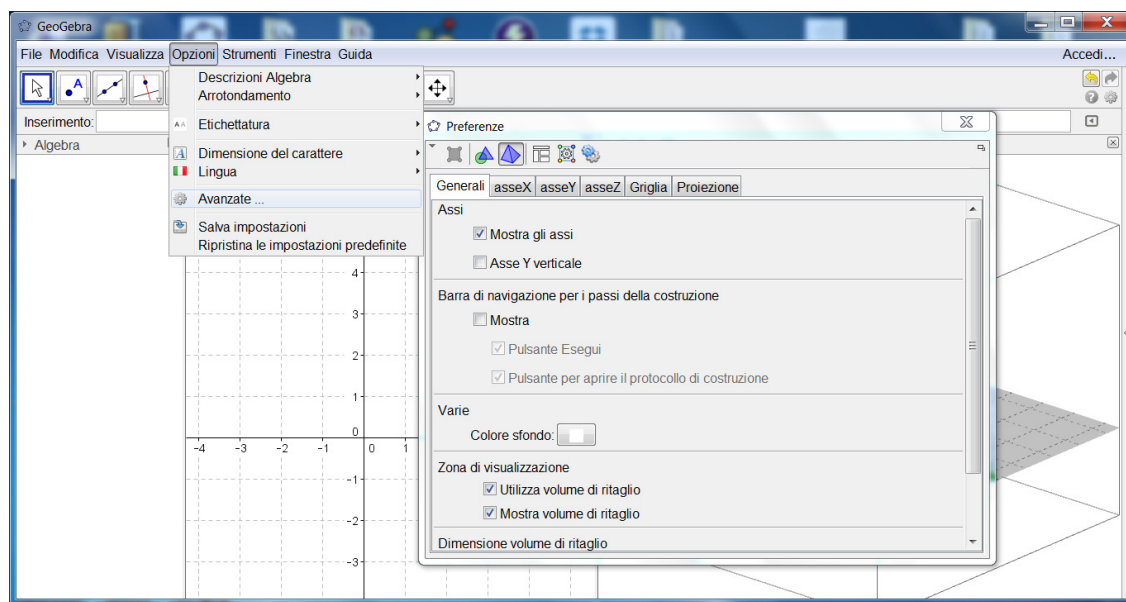 GeoGebra
File Modifica Visualizza Opzioni Strumenti Finestra Guida Accedi...
A
Inserimento:
Algebra
Descrizioni Algebra
Arrotondamento
AA Etichettatura
A Dimensione del carattere
Lingua
Avanzate ...
Salva impostazioni
Ripristina le impostazioni predefinite
Preferenze
Generali asseX asseY asseZ Griglia Proiezione
Assi
Mostra gli assi
Asse Y verticale
Barra di navigazione per i passi della costruzione
Mostra
Pulsante Esegui
Pulsante per aprire il protocollo di costruzione
Varie
Colore sfondo:
Zona di visualizzazione
Utilizza volume di ritaglio
Mostra volume di ritaglio
Dimensione volume di ritaglio
4
3
2
1
0
-4 -3 -2 -1 0 1
-1
-2
-3